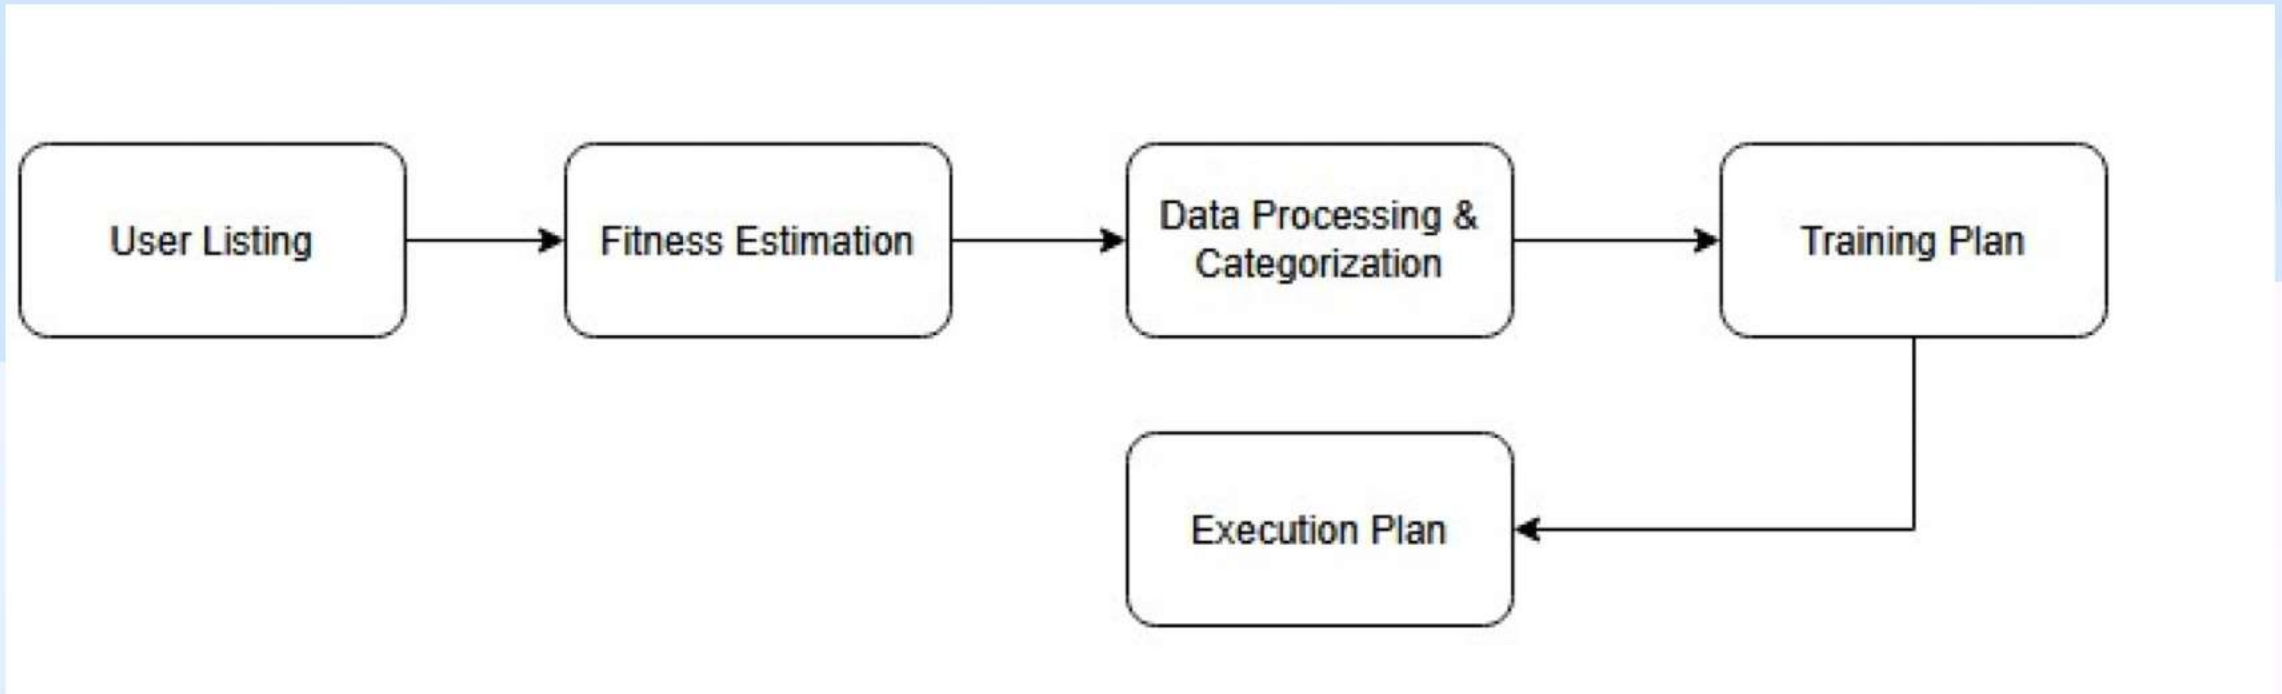 User Listing
Fitness Estimation
Data Processing &
Categorization
Training Plan
Execution Plan